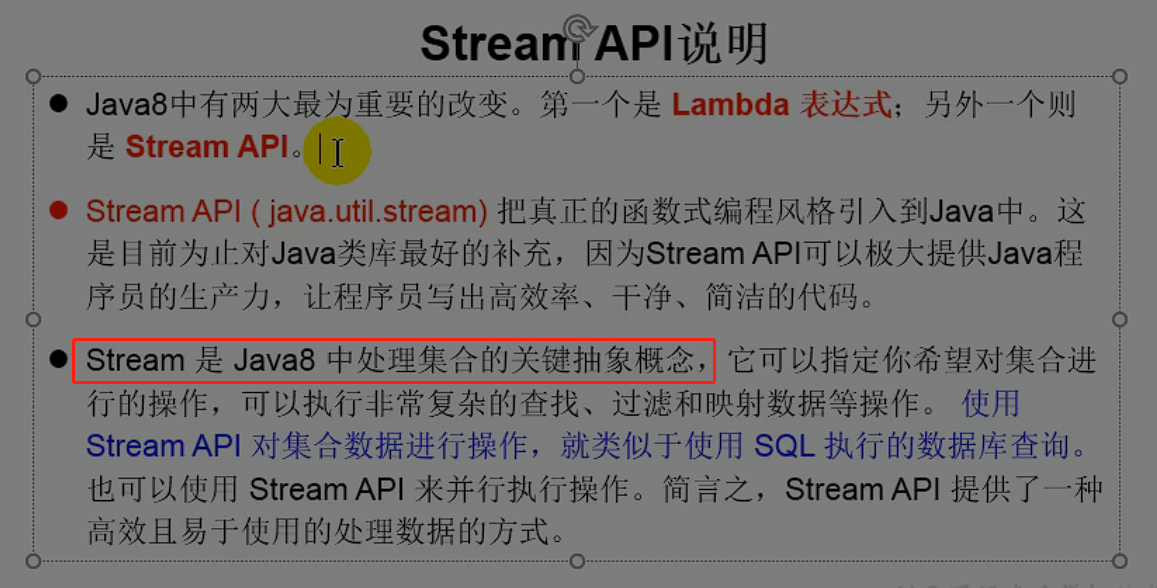 Stream API说明
Java8中有两大最为重要的改变。第一个是 Lambda 表达式；另外一个则
是 Stream API。
Stream API ( java.util.stream) 把真正的函数式编程风格引入到Java中。这
是目前为止对Java类库最好的补充，因为Stream API可以极大提供Java程
序员的生产力，让程序员写出高效率、干净、简洁的代码。
Stream 是 Java8 中处理集合的关键抽象概念，它可以指定你希望对集合进
行的操作，可以执行非常复杂的查找、过滤和映射数据等操作。 使用
Stream API 对集合数据进行操作，就类似于使用 SQL 执行的数据库查询。
也可以使用 Stream API 来并行执行操作。简言之，Stream API 提供了一种
高效且易于使用的处理数据的方式。